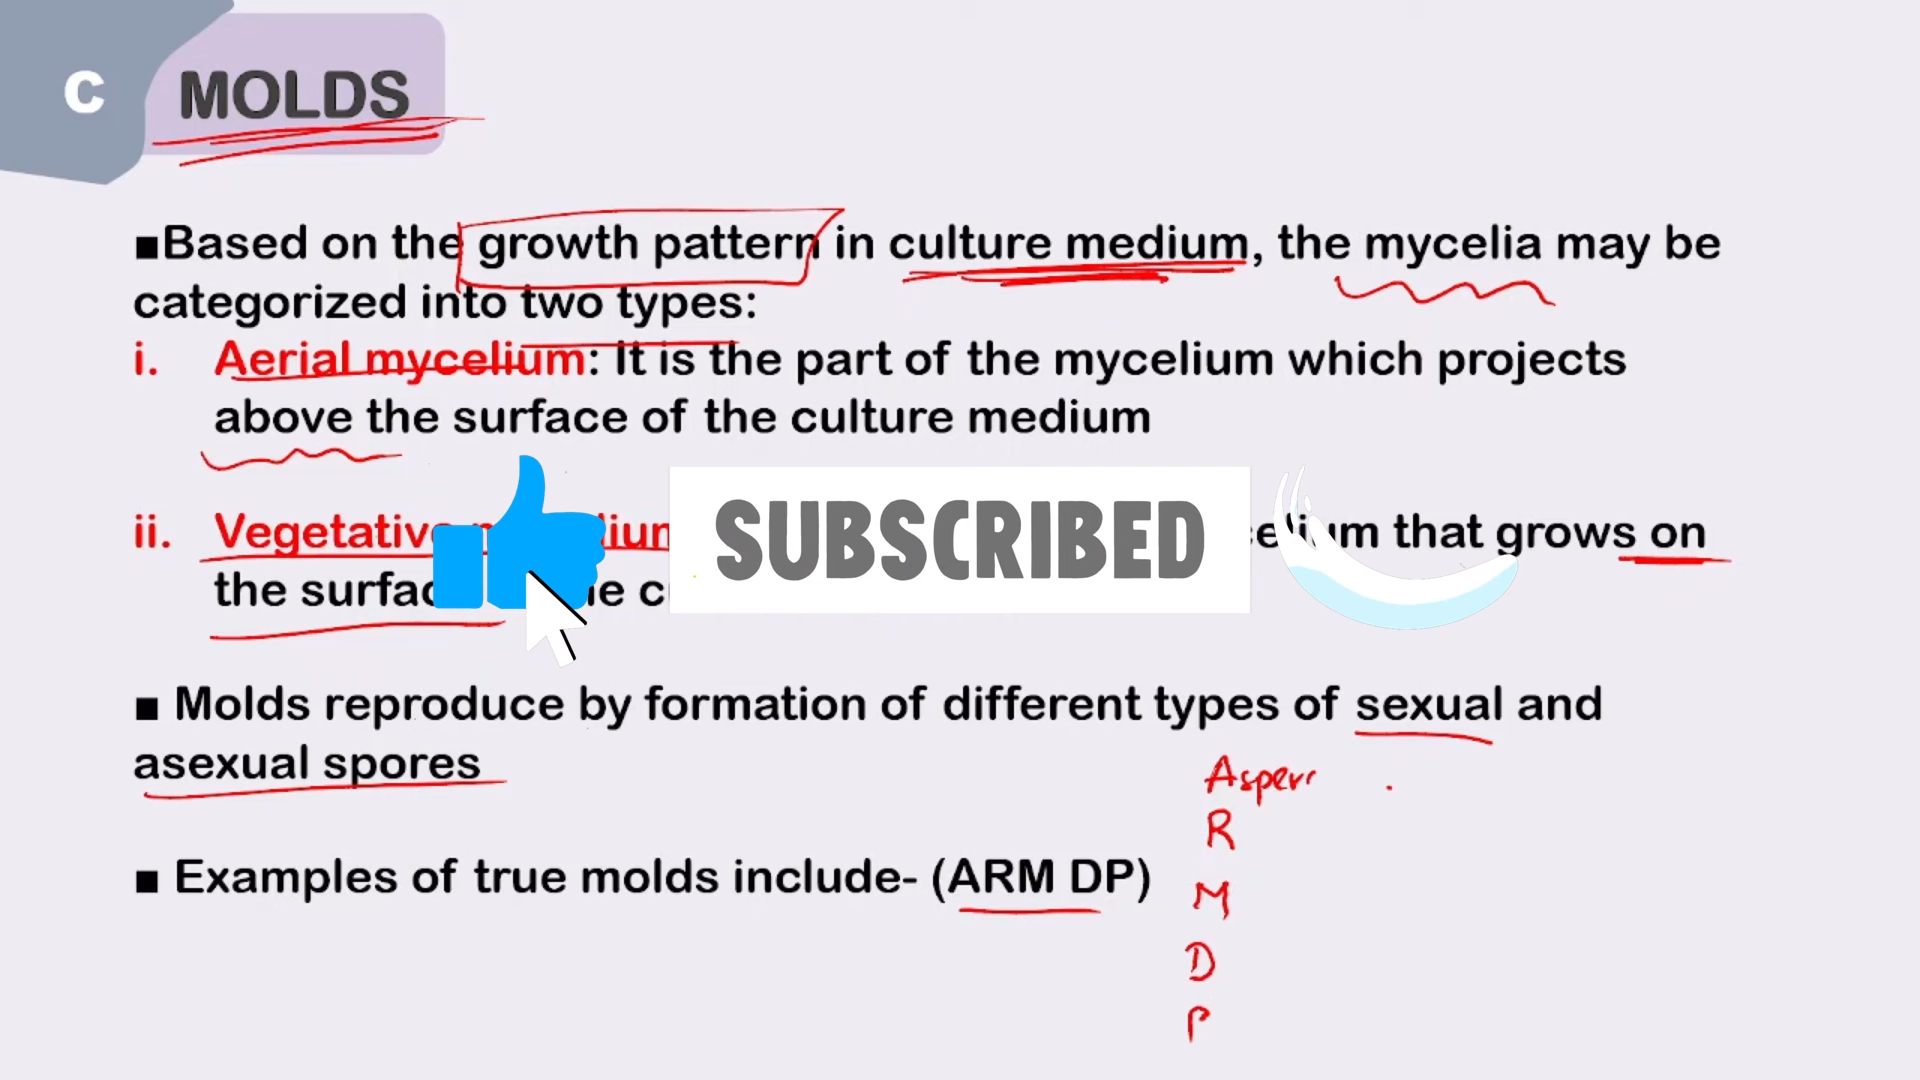 C
MOLDS
■Based on the growth pattern in culture medium, the mycelia may be
categorized into two types:
i. Aerial mycelium: It is the part of the mycelium which projects
above the surface of the culture medium
ii. Vegetative that grows on
SUBSCRIBED
the
■ Molds reproduce by formation of different types of sexual and
asexual spores
Asper
R
■ Examples of true molds include- (ARM DP)
M
D
P